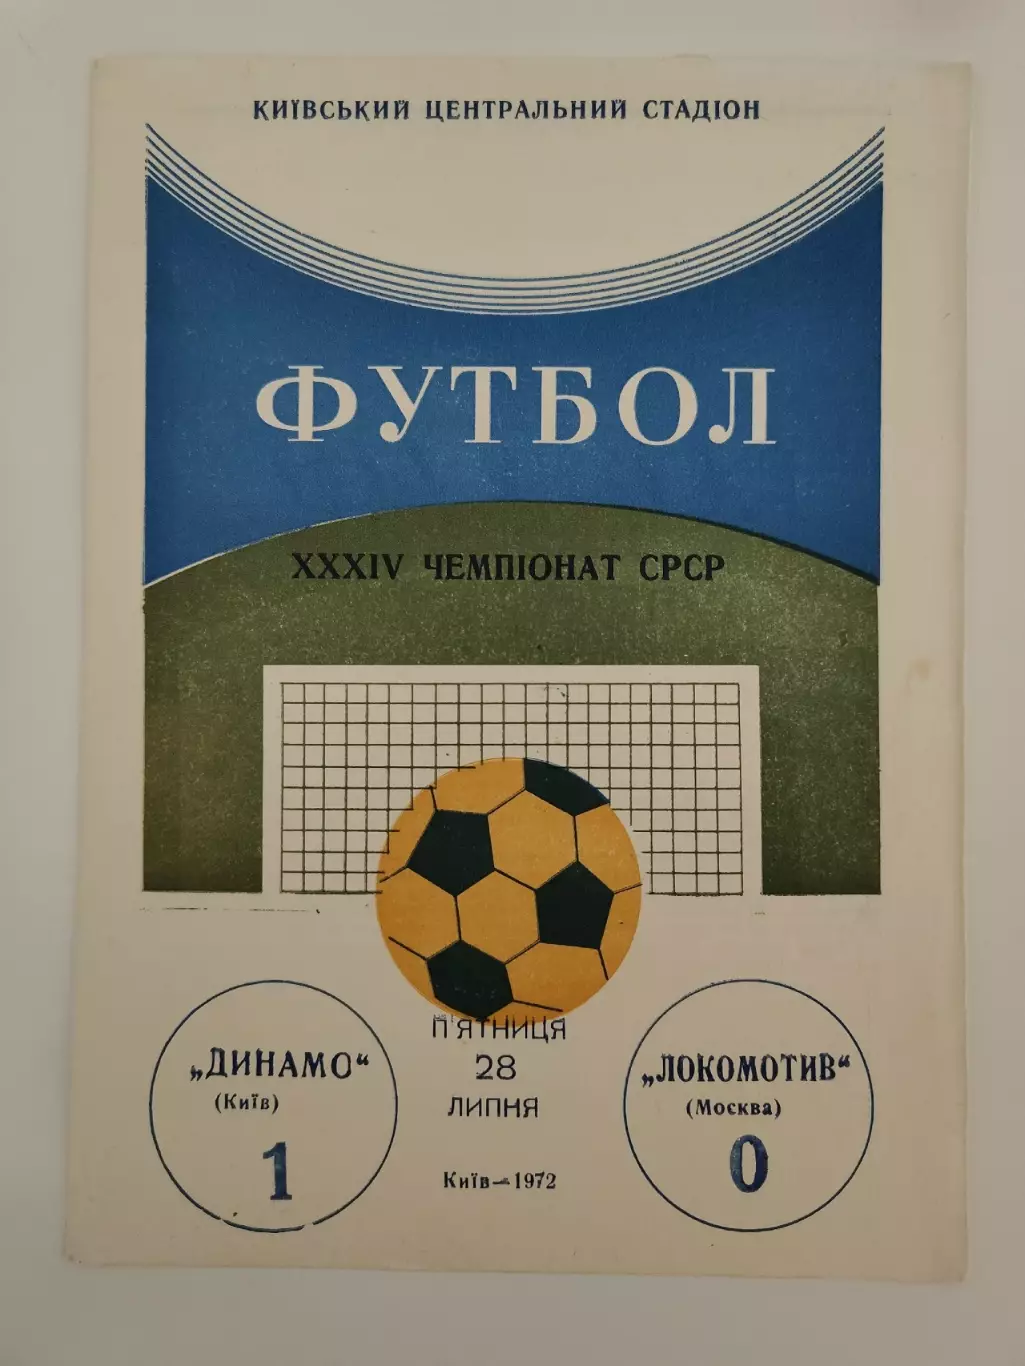 КИЇВСЬКИЙ ЦЕНТРАЛЬНИЙ СТАДІОН
ФУТБОЛ
XXXIV ЧЕМПІОНАТ СРСР
„ДИНАМО“
(Київ)
1
П'ЯТНИЦЯ
28
ЛИПНЯ
Київ—1972
„ЛОКОМОТИВ“
(Москва)
0